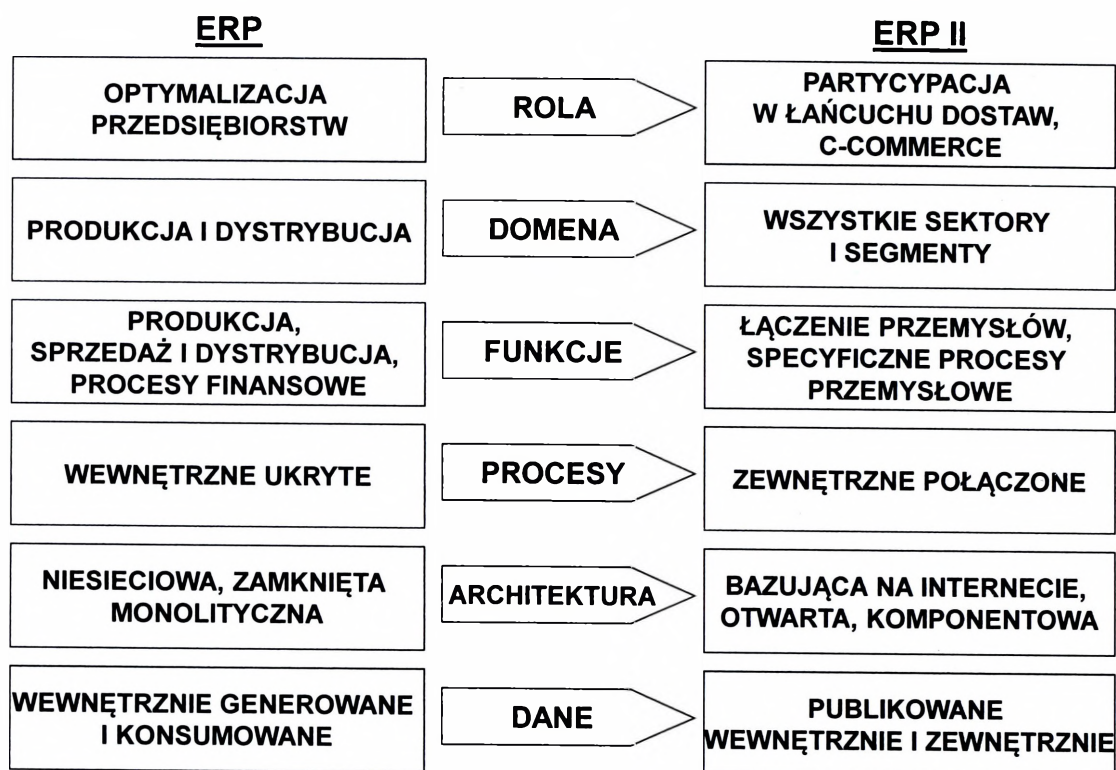 ERP
ERP II
OPTYMALIZACJA
PRZEDSIĘBIORSTW
ROLA
PARTYCYPACJA
W ŁAŃCUCHU DOSTAW,
C-COMMERCE
PRODUKCJA I DYSTRYBUCJA
DOMENA
WSZYSTKIE SEKTORY
I SEGMENTY
PRODUKCJA,
SPRZEDAŻ I DYSTRYBUCJA,
PROCESY FINANSOWE
FUNKCJE
ŁĄCZENIE PRZEMYSŁÓW,
SPECYFICZNE PROCESY
PRZEMYSŁOWE
WEWNĘTRZNE UKRYTE
PROCESY
ZEWNĘTRZNE POŁĄCZONE
NIESIECIOWA, ZAMKNIĘTA
MONOLITYCZNA
ARCHITEKTURA
BAZUJĄCA NA INTERNECIE,
OTWARTA, KOMPONENTOWA
WEWNĘTRZNIE GENEROWANE
I KONSUMOWANE
DANE
PUBLIKOWANE
WEWNĘTRZNIE I ZEWNĘTRZNIE